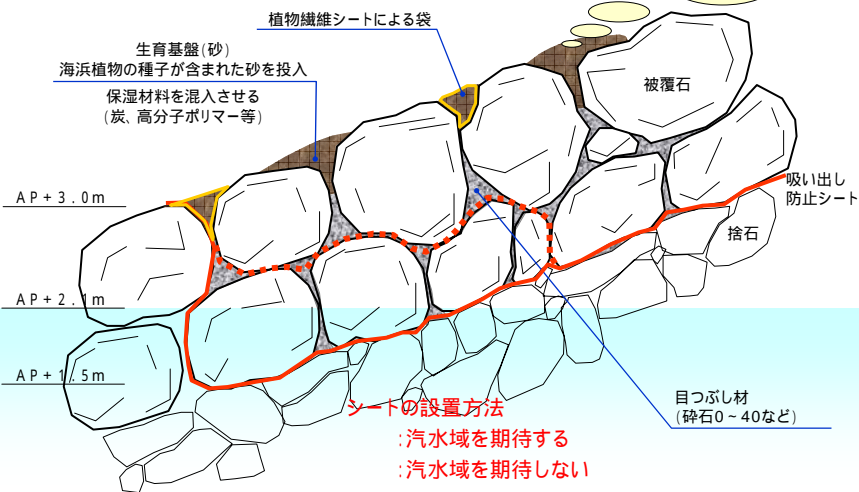 植物繊維シートによる袋
生育基盤(砂)
海浜植物の種子が含まれた砂を投入
保湿材料を混入させる
(炭、高分子ポリマー等)
被覆石
吸い出し
防止シート
捨石
AP+3.0m
AP+2.1m
AP+1.5m
目つぶし材
(砕石0~40など)
シートの設置方法
:汽水域を期待する
:汽水域を期待しない